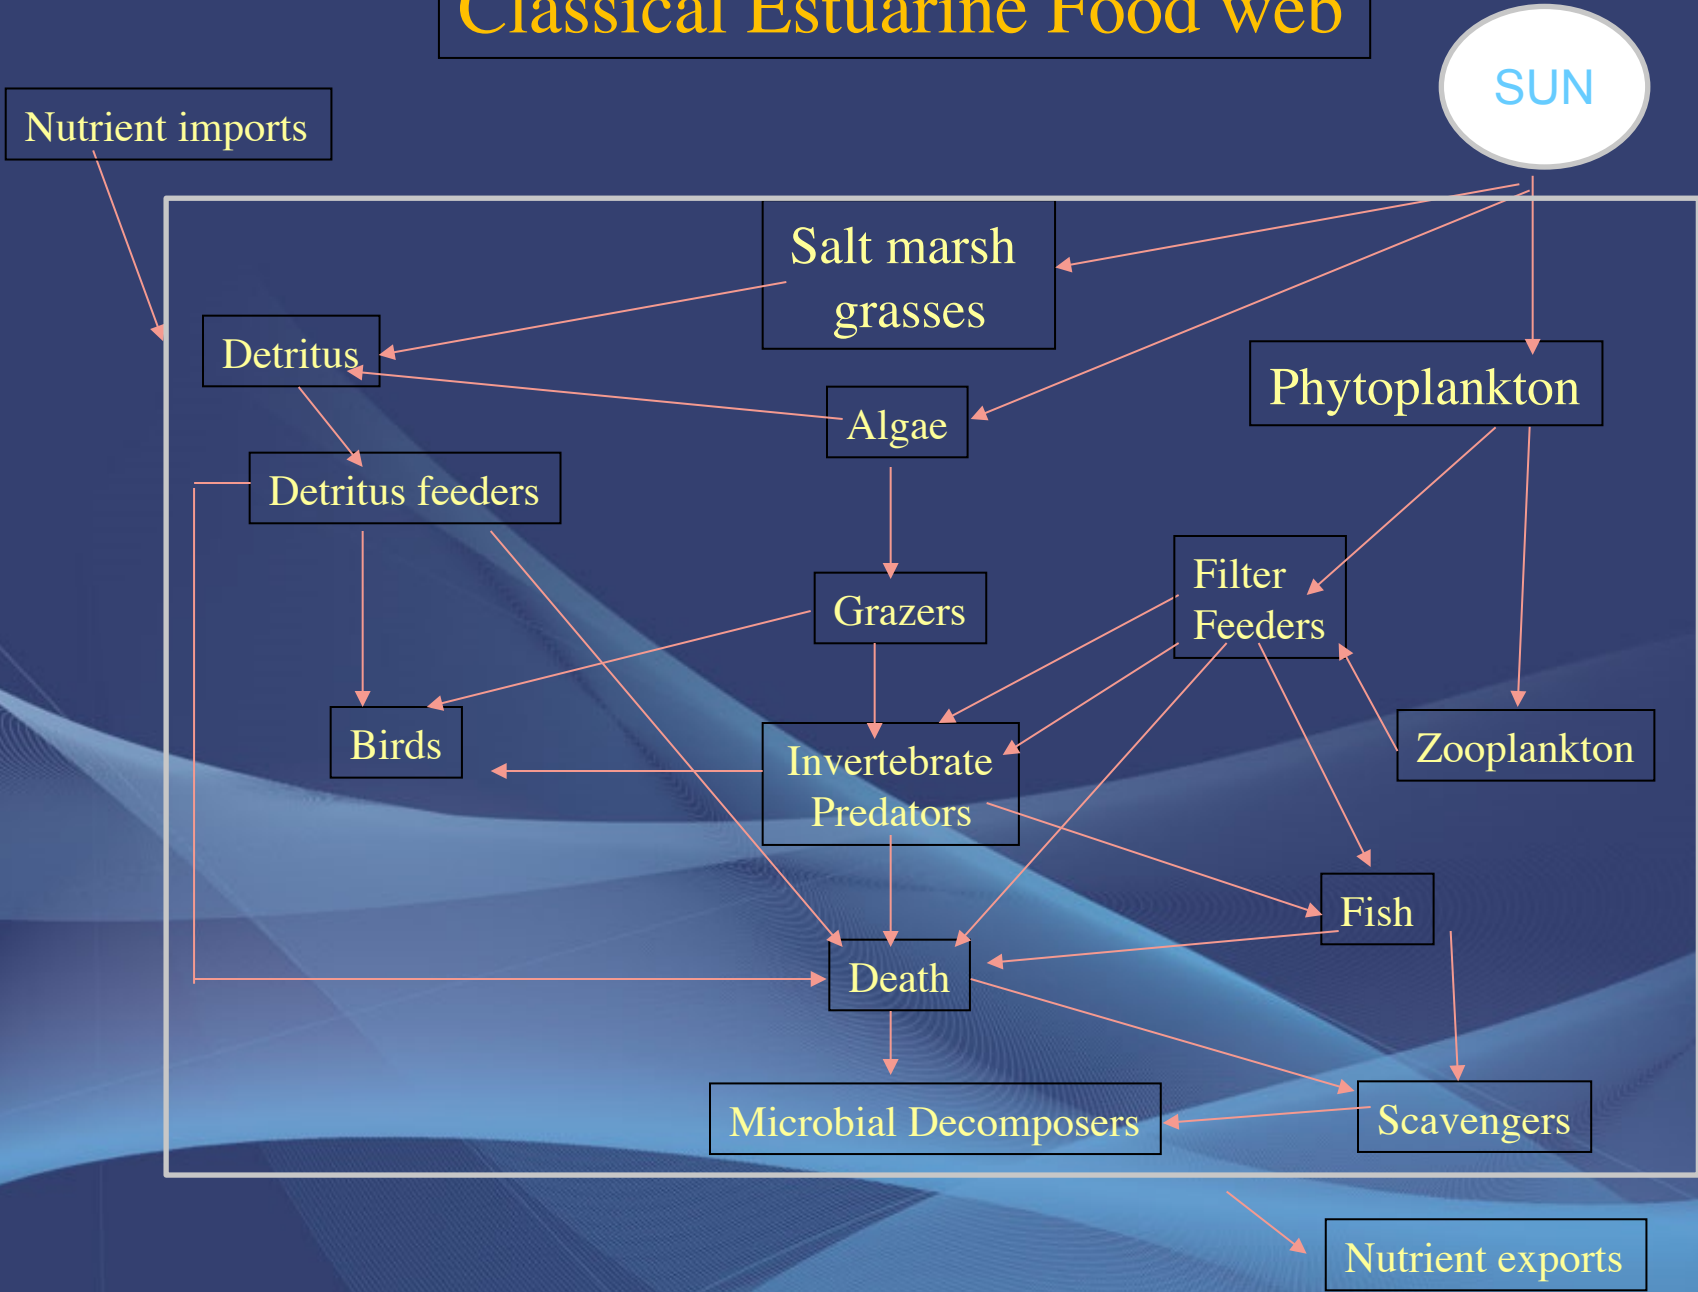 Classical Estuarine Food web
SUN
Nutrient imports
Salt marsh
grasses
Detritus
Phytoplankton
Algae
Detritus feeders
Filter
Feeders
Grazers
Birds
Invertebrate
Predators
Zooplankton
Fish
Death
Microbial Decomposers
Scavengers
Nutrient exports